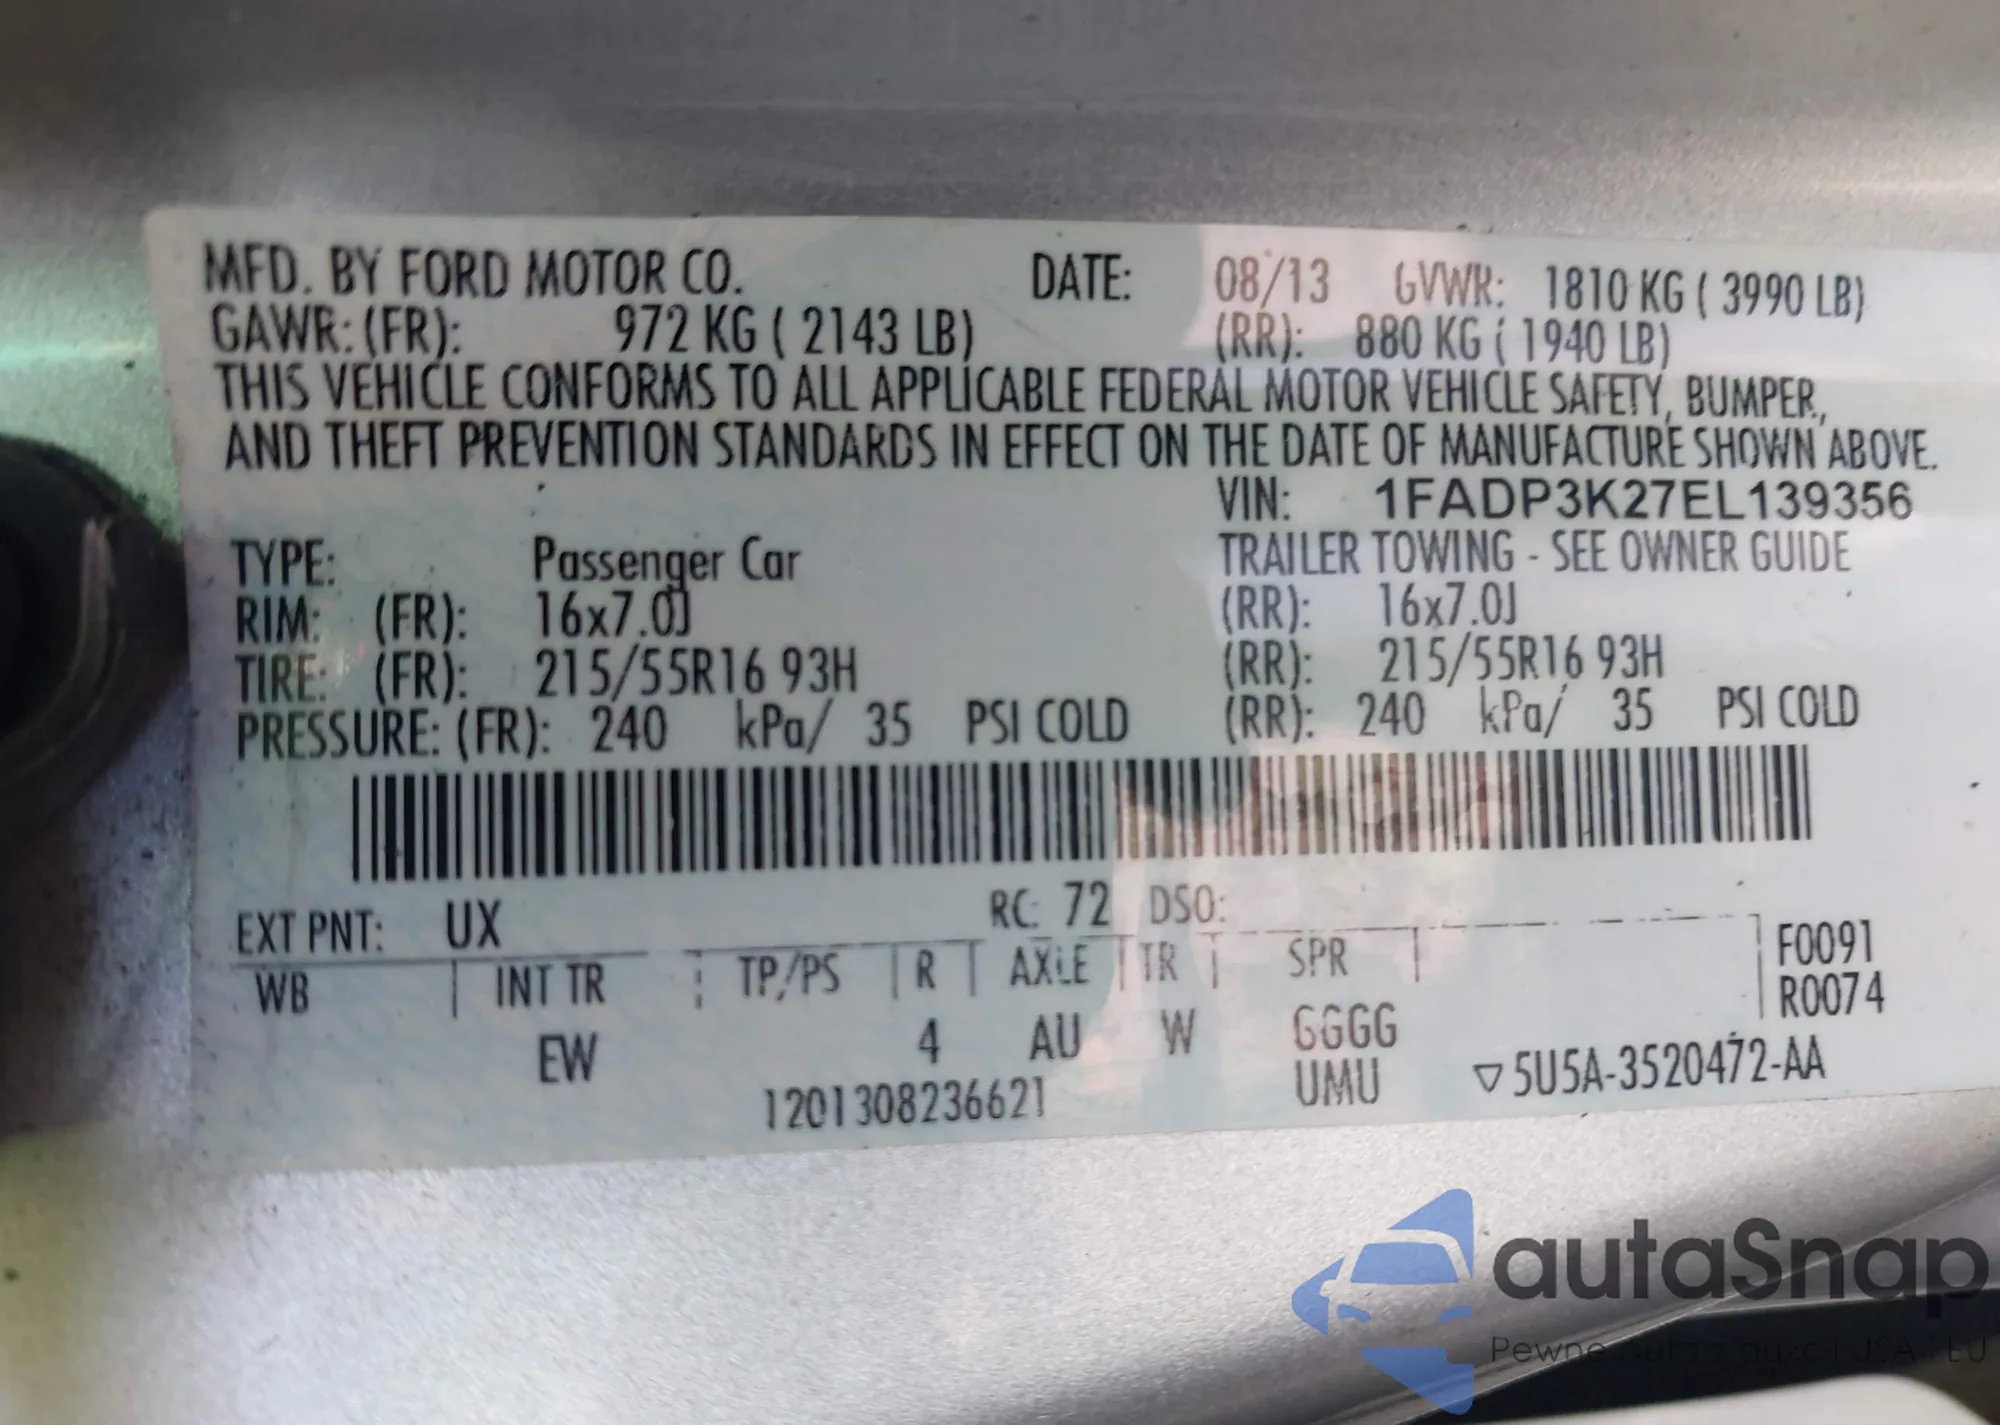 MFD. BY FORD MOTOR CO. DATE: 08/13 GVWR: 1810 KG ( 3990 LB)
GAWR: (FR): 972 KG ( 2143 LB) (RR): 880 KG ( 1940 LB)
THIS VEHICLE CONFORMS TO ALL APPLICABLE FEDERAL MOTOR VEHICLE SAFETY, BUMPER,
AND THEFT PREVENTION STANDARDS IN EFFECT ON THE DATE OF MANUFACTURE SHOWN ABOVE.
VIN: 1FADP3K27EL139356
TYPE: Passenger Car TRAILER TOWING - SEE OWNER GUIDE
RIM: (FR): 16x7.0J (RR): 16x7.0J
TIRE: (FR): 215/55R16 93H (RR): 215/55R16 93H
PRESSURE: (FR): 240 kPa/ 35 PSI COLD (RR): 240 kPa/ 35 PSI COLD
EXT PNT: UX RC: 72 DSO:
WB INT TR TP/PS R AXLE TR SPR F0091
R0074
EW 4 AU W GGGG
1201308236621 UMU ▽5U5A-3520472-AA
autaSnap
Pewne auta z USA i EU